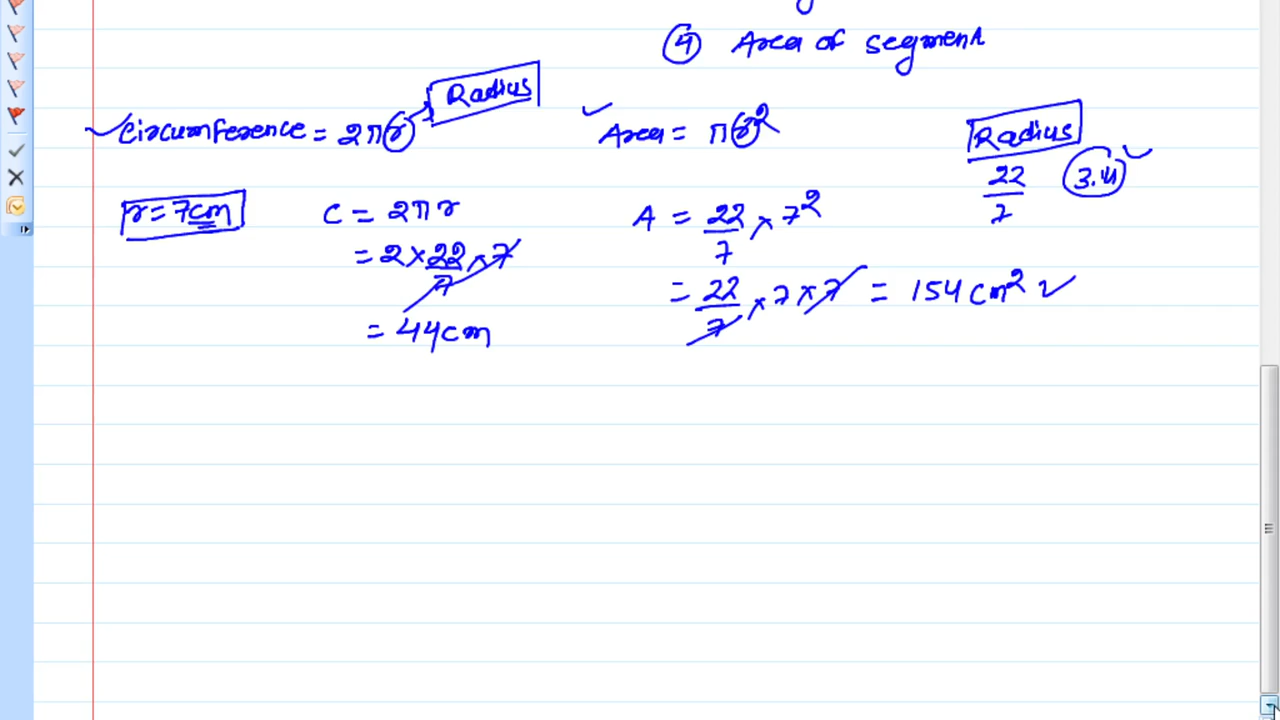 ④ Area of segment
Radius
Circumference = 2πr
Area = πr²
Radius
22/7 3.14
r = 7cm
C = 2πr
= 2 × 22/7 × 7
= 44cm
A = 22/7 × 7²
= 22/7 × 7 × 7 = 154 cm²